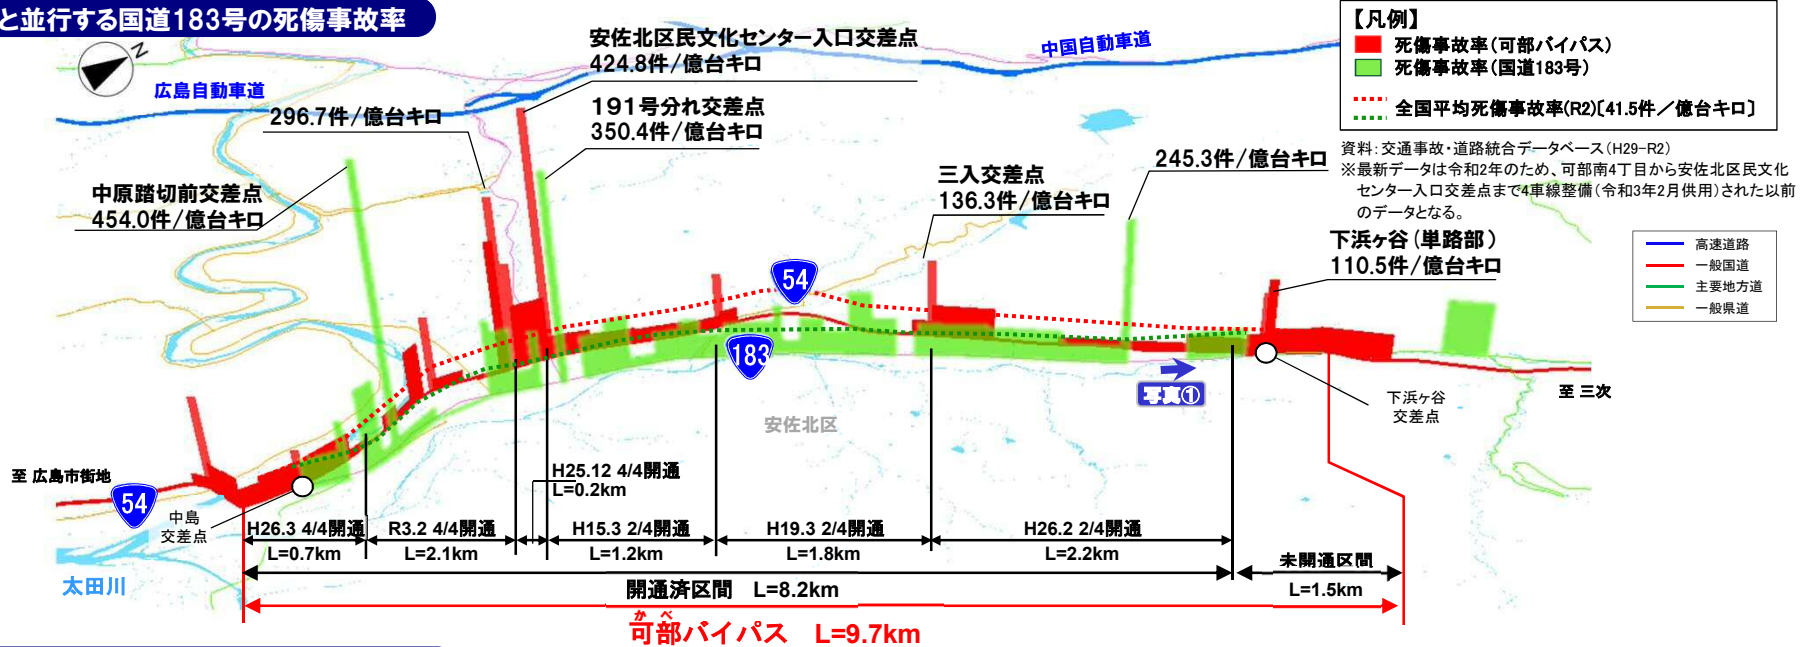 と並行する国道183号の死傷事故率
N
広島自動車道
296.7件/億台キロ
中原踏切前交差点
454.0件/億台キロ
安佐北区民文化センター入口交差点
424.8件/億台キロ
191号分れ交差点
350.4件/億台キロ
中国自動車道
三入交差点
136.3件/億台キロ
245.3件/億台キロ
下浜ヶ谷(単路部)
110.5件/億台キロ
【凡例】
死傷事故率(可部バイパス)
死傷事故率(国道183号)
全国平均死傷事故率(R2)〔41.5件/億台キロ〕
資料:交通事故・道路統合データベース(H29-R2)
※最新データは令和2年のため、可部南4丁目から安佐北区民文化
センター入口交差点まで4車線整備(令和3年2月供用)された以前
のデータとなる。
高速道路
一般国道
主要地方道
一般県道
54
183
写真①
安佐北区
下浜ヶ谷
交差点
至 三次
至 広島市街地
54
中島
交差点
太田川
H25.12 4/4開通
L=0.2km
H26.3 4/4開通
L=0.7km
R3.2 4/4開通
L=2.1km
H15.3 2/4開通
L=1.2km
H19.3 2/4開通
L=1.8km
H26.2 2/4開通
L=2.2km
未開通区間
L=1.5km
開通済区間 L=8.2km
かべ
可部バイパス L=9.7km